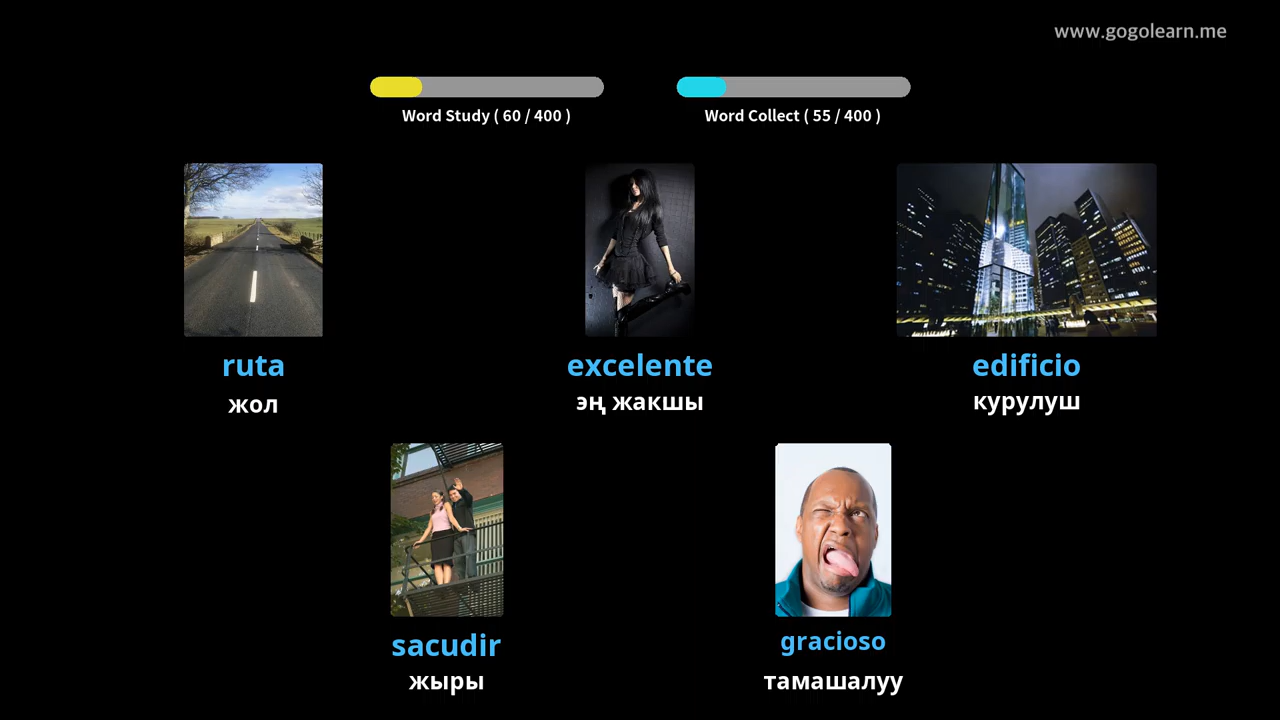 www.gogolearn.me
Word Study ( 60 / 400 )
Word Collect ( 55 / 400 )
ruta
жол
excelente
эң жакшы
edificio
курулуш
sacudir
жыры
gracioso
тамашалуу